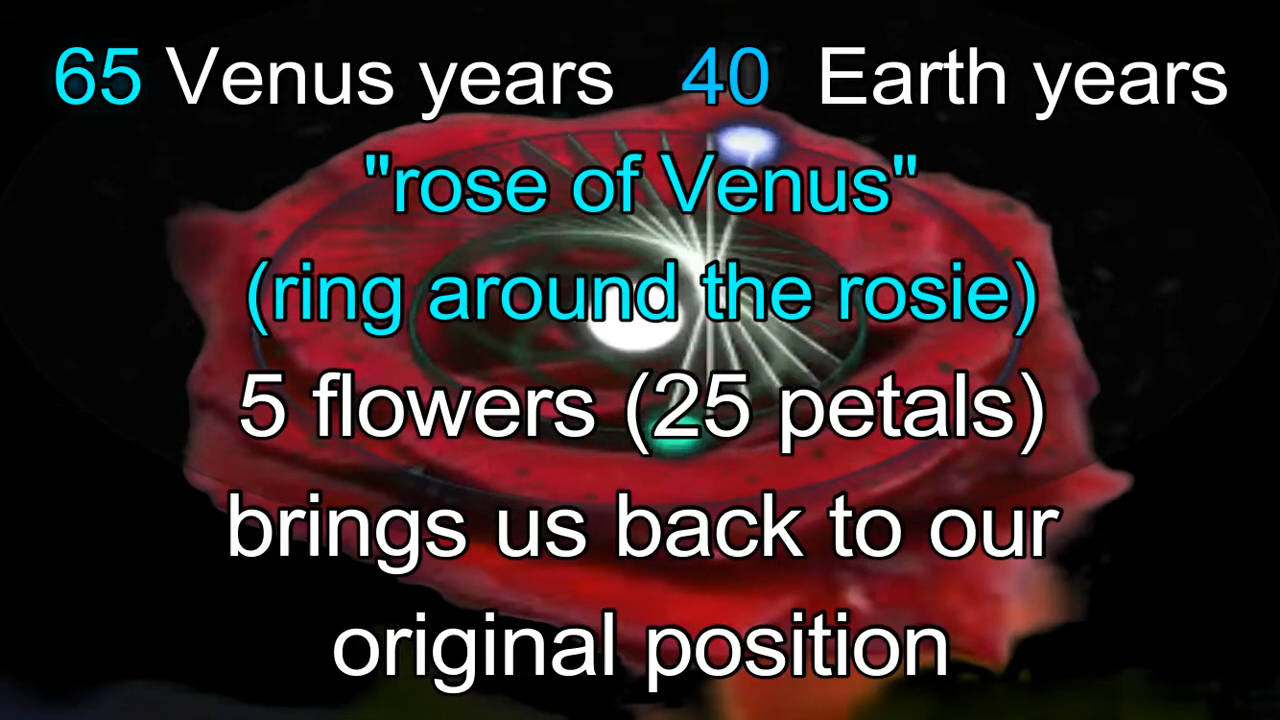 65 Venus years 40 Earth years
"rose of Venus"
(ring around the rosie)
5 flowers (25 petals)
brings us back to our
original position